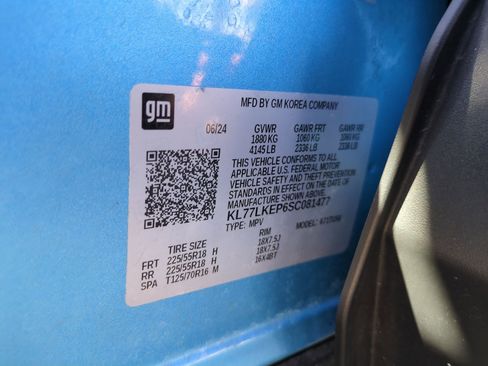 gm
MFD BY GM KOREA COMPANY
06/24 GVWR GAWR FRT GAWR RR
1880 KG 1060 KG 1060 KG
4145 LB 2336 LB 2336 LB
THIS VEHICLE CONFORMS TO ALL
APPLICABLE U.S. FEDERAL MOTOR
VEHICLE SAFETY, BUMPER, AND THEFT
PREVENTION STANDARDS IN EFFECT
ON THE DATE OF
MANUFACTURE SHOWN ABOVE.
KL77LKEP6SC081477
TYPE: MPV MODEL:
TIRE SIZE RIM
FRT 225/55R18 H 18X7.5J
RR 225/55R18 H 18X7.5J
SPA T125/70R16 M 16X4BT